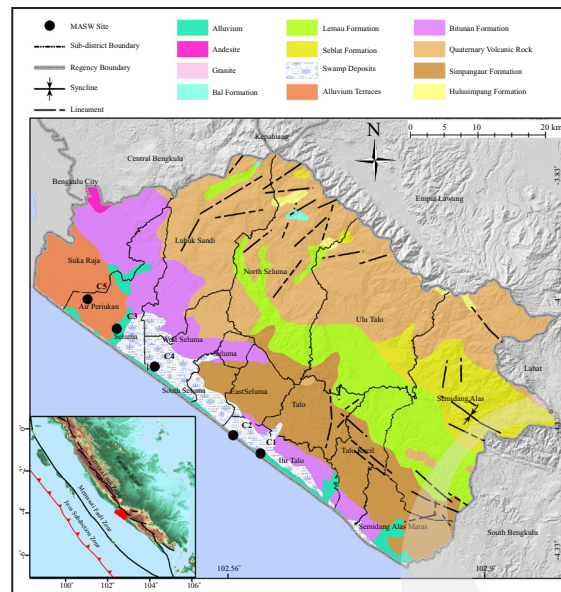 MASW Site
Sub-district Boundary
Regency Boundary
Syncline
Lineament
Alluvium
Andesite
Granite
Bal Formation
Lemau Formation
Seblat Formation
Swamp Deposits
Alluvium Terraces
Bitunan Formation
Quaternary Volcanic Rock
Simpangaur Formation
Hulusimpang Formation
N
0 5 10 20 km
Kepahiang
Central Bengkulu
Bengkulu City
Empat Lawang
-3.83
Lubuk Sandi
Suka Raja
North Seluma
C5
Air Periukan
C3
Seluma
Ulu Talo
West Seluma
C4
Seluma
Lahat
South Seluma
EastSeluma
Talo
Semidang Alas
C2
C1
Talo Kecil
Ilir Talo
Semidang Alas Maras
South Bengkulu
-4.33
102.56
102.9
0
-2
-4
-6
100°
102°
104°
106°
Mentawai Fault Zone
Java Subduction Zone